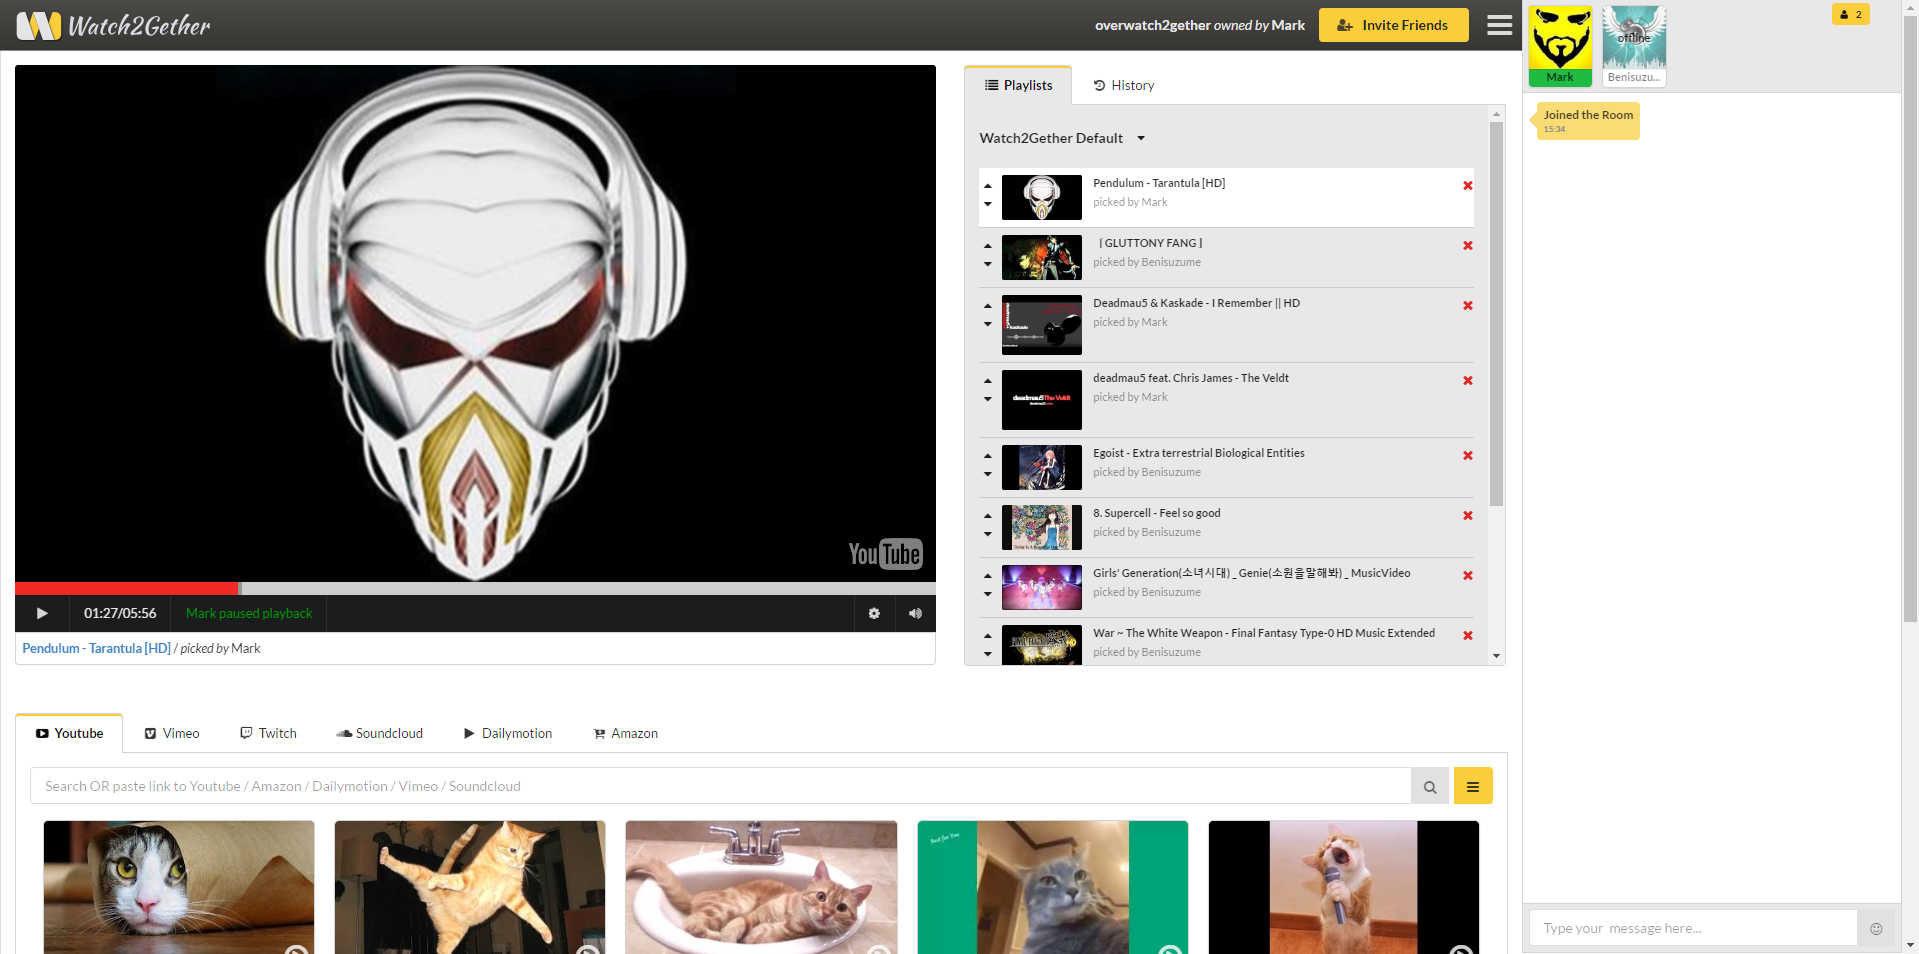 Watch2Gether
overwatch2gether owned by Mark
Invite Friends
Mark
offline
Benisuzu...
2
Joined the Room
15:34
YouTube
01:27/05:56
Mark paused playback
Pendulum - Tarantula [HD] / picked by Mark
Playlists
History
Watch2Gether Default
Pendulum - Tarantula [HD]
picked by Mark
「GLUTTONY FANG」
picked by Benisuzume
Deadmau5 & Kaskade - I Remember || HD
picked by Mark
deadmau5 feat. Chris James - The Veldt
picked by Mark
deadmau5 The Veldt
Egoist - Extra terrestrial Biological Entities
picked by Benisuzume
8. Supercell - Feel so good
picked by Benisuzume
Girls' Generation(소녀시대) _ Genie(소원을말해봐) _ MusicVideo
picked by Benisuzume
War ~ The White Weapon - Final Fantasy Type-0 HD Music Extended
picked by Benisuzume
Youtube
Vimeo
Twitch
Soundcloud
Dailymotion
Amazon
Search OR paste link to Youtube / Amazon / Dailymotion / Vimeo / Soundcloud
Best for You
Type your message here...